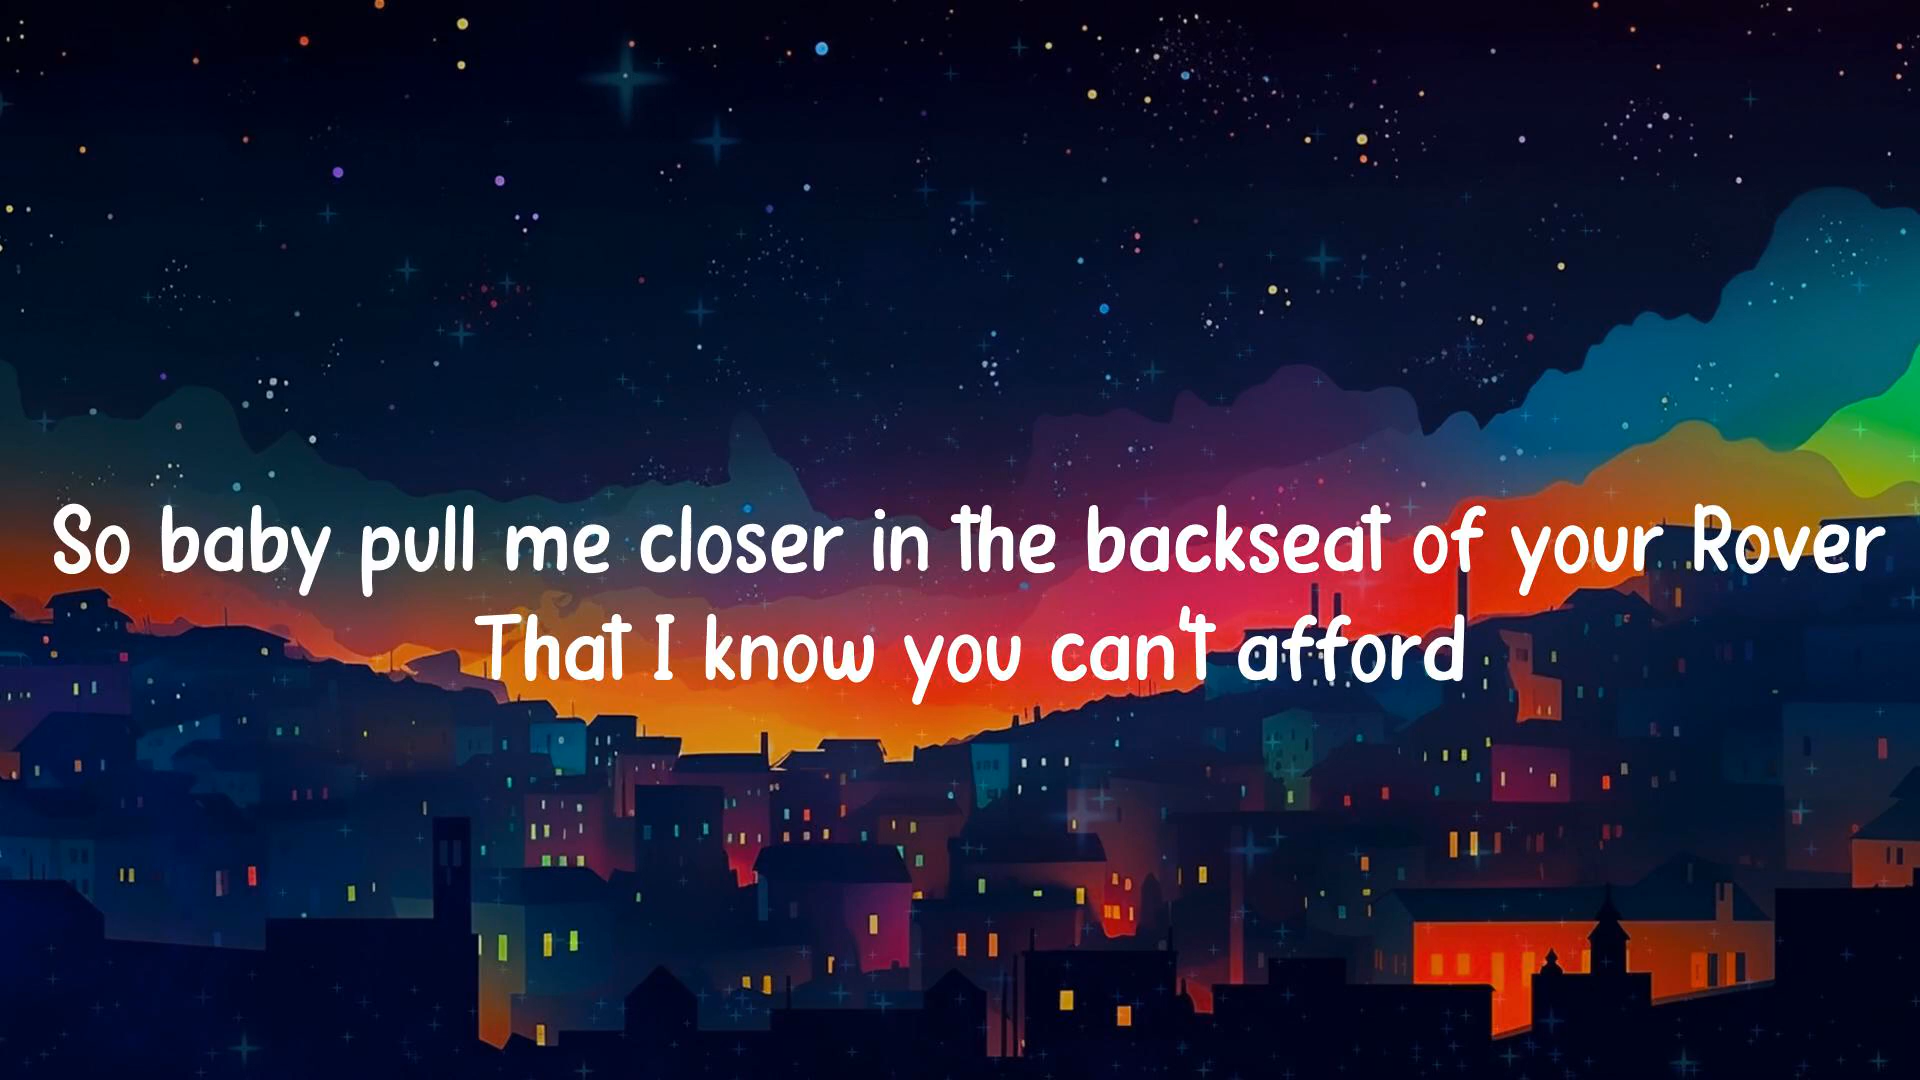 So baby pull me closer in the backseat of your Rover
That I know you can't afford